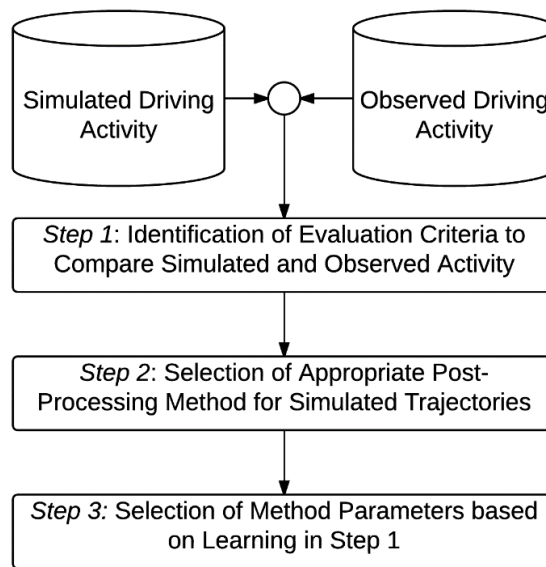 Simulated Driving
Activity
Observed Driving
Activity
Step 1: Identification of Evaluation Criteria to
Compare Simulated and Observed Activity
Step 2: Selection of Appropriate Post-
Processing Method for Simulated Trajectories
Step 3: Selection of Method Parameters based
on Learning in Step 1